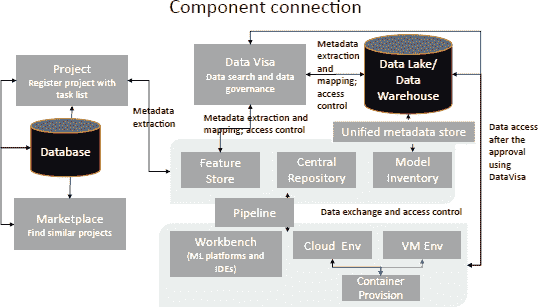 Component connection
Project
Register project with
task list
Metadata
extraction
Database
Marketplace
Find similar projects
Data Visa
Data search and data
governance
Metadata
extraction
and
mapping;
access
control
Data Lake/
Data
Warehouse
Metadata extraction and
mapping; access control
Unified metadata store
Data access
after the
approval
using
DataVisa
Feature
Store
Central
Repository
Model
Inventory
Pipeline
Data exchange and access control
Workbench
(ML platforms and
IDEs)
Cloud Env
VM Env
Container
Provision